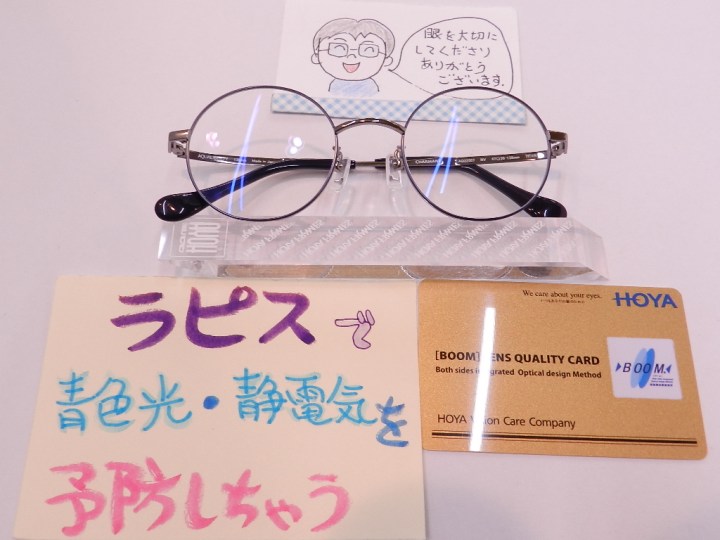 眼を大切に
してくださり
ありがとう
ございます。
HOYA
ラピスで
青色光・静電気を
予防しちゃう
We care about your eyes.
HOYA
[BOOM] LENS QUALITY CARD
Both sides integrated Optical design Method
BOOM
HOYA Vision Care Company